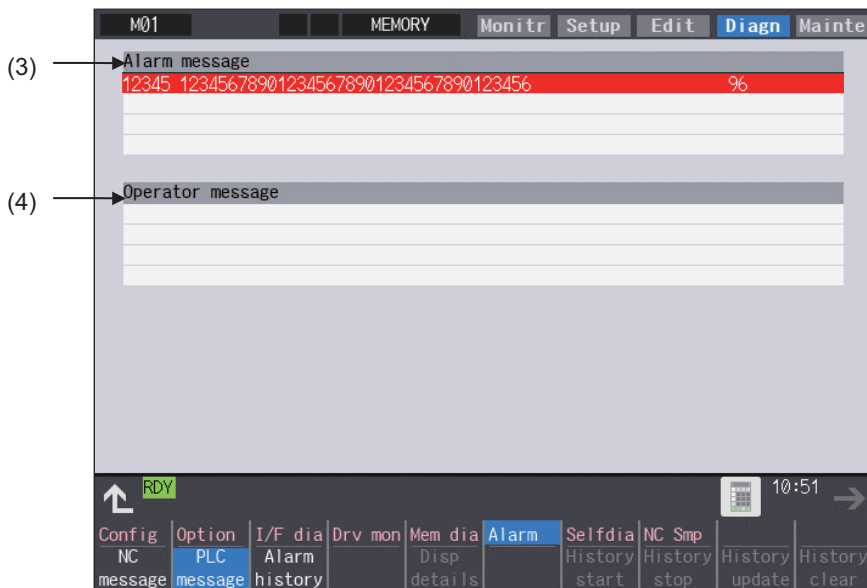 M01 MEMORY Monitr Setup Edit Diagn Mainte
(3)
Alarm message
12345 12345678901234567890123456 96
(4)
Operator message
RDY
10:51
Config Option I/F dia Drv mon Mem dia Alarm Selfdia NC Smp
NC PLC Alarm Disp History History History History
message message history details start stop update clear